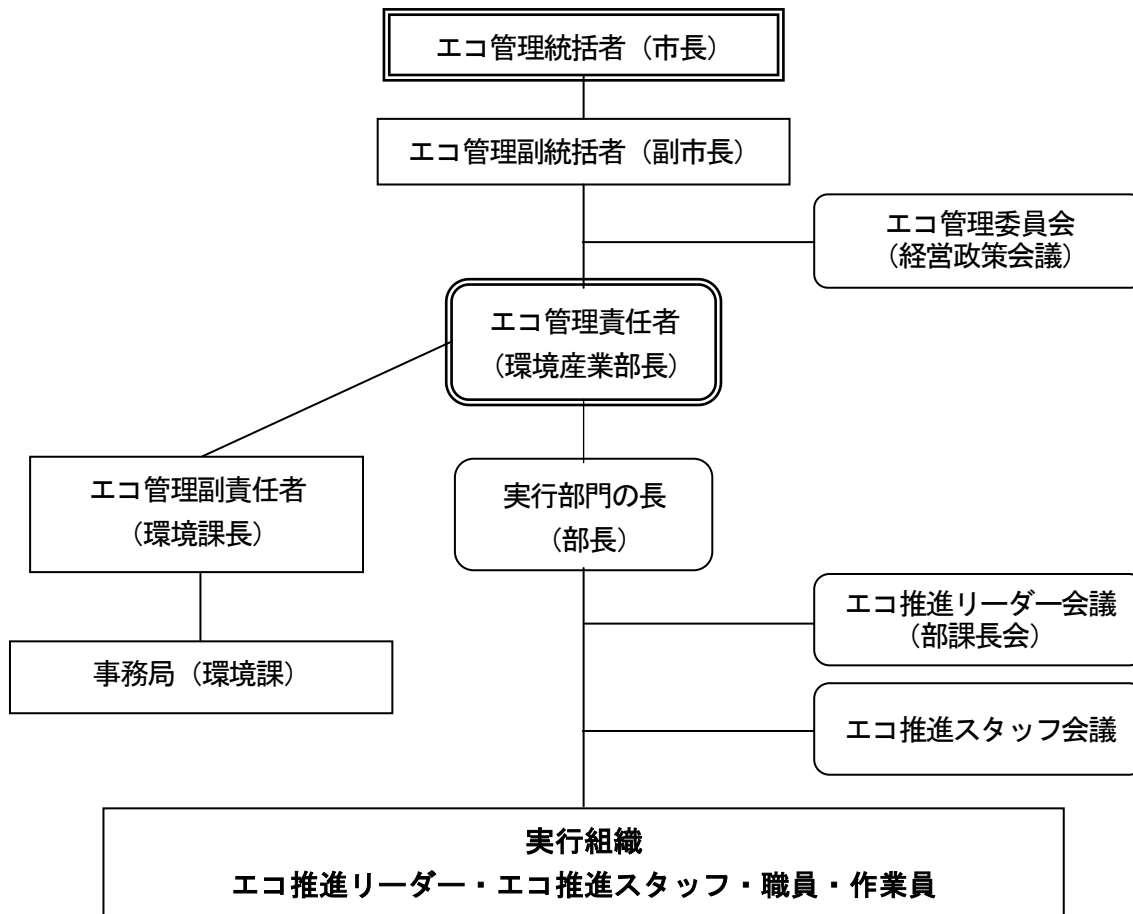 エコ管理統括者（市長）
エコ管理副統括者（副市長）
エコ管理委員会
（経営政策会議）
エコ管理責任者
（環境産業部長）
エコ管理副責任者
（環境課長）
実行部門の長
（部長）
エコ推進リーダー会議
（部課長会）
事務局（環境課）
エコ推進スタッフ会議
実行組織
エコ推進リーダー・エコ推進スタッフ・職員・作業員